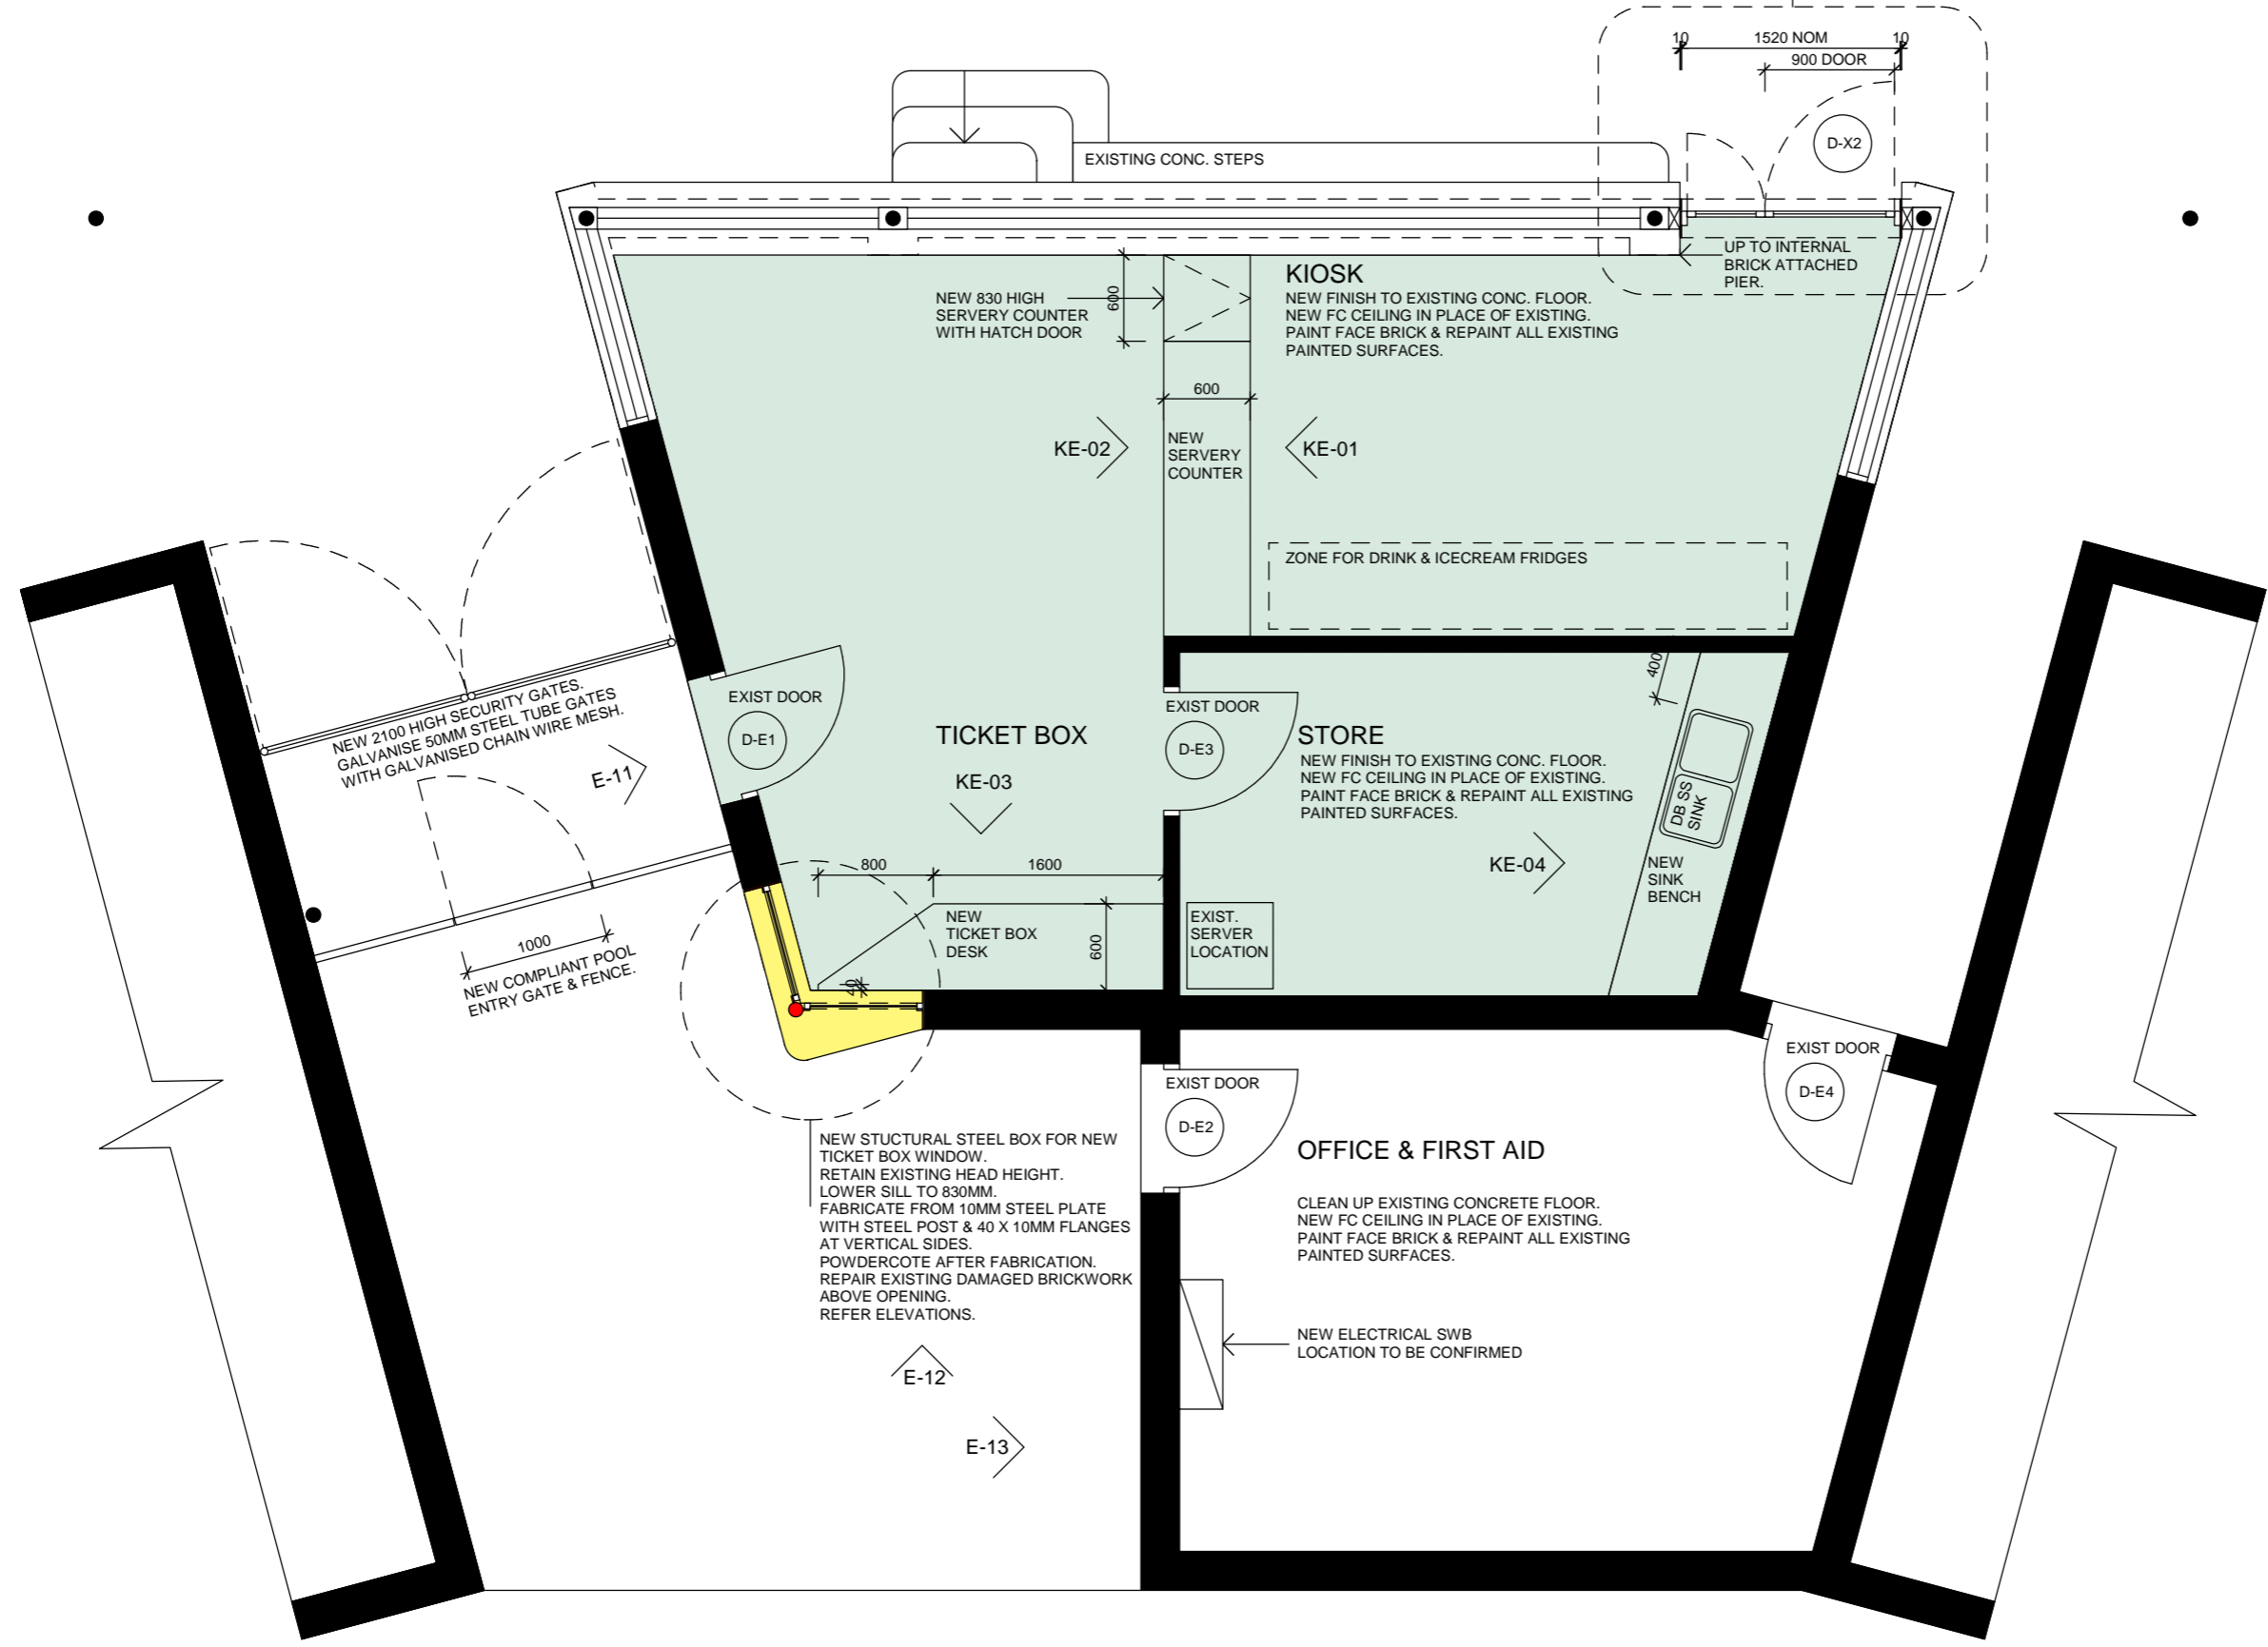 10
1520 NOM
10
900 DOOR
D-X2
EXISTING CONC. STEPS
UP TO INTERNAL
BRICK ATTACHED
PIER.
NEW 830 HIGH
SERVERY COUNTER
WITH HATCH DOOR
600
KIOSK
NEW FINISH TO EXISTING CONC. FLOOR.
NEW FC CEILING IN PLACE OF EXISTING.
PAINT FACE BRICK & REPAINT ALL EXISTING
PAINTED SURFACES.
600
KE-02
NEW
SERVERY
COUNTER
KE-01
ZONE FOR DRINK & ICECREAM FRIDGES
NEW 2100 HIGH SECURITY GATES.
GALVANISE 50MM STEEL TUBE GATES
WITH GALVANISED CHAIN WIRE MESH.
E-11
EXIST DOOR
D-E1
TICKET BOX
KE-03
EXIST DOOR
D-E3
STORE
NEW FINISH TO EXISTING CONC. FLOOR.
NEW FC CEILING IN PLACE OF EXISTING.
PAINT FACE BRICK & REPAINT ALL EXISTING
PAINTED SURFACES.
400
DB SS
SINK
KE-04
NEW
SINK
BENCH
800
1600
NEW
TICKET BOX
DESK
600
40
EXIST.
SERVER
LOCATION
1000
NEW COMPLIANT POOL
ENTRY GATE & FENCE.
EXIST DOOR
D-E2
EXIST DOOR
D-E4
NEW STUCTURAL STEEL BOX FOR NEW
TICKET BOX WINDOW.
RETAIN EXISTING HEAD HEIGHT.
LOWER SILL TO 830MM.
FABRICATE FROM 10MM STEEL PLATE
WITH STEEL POST & 40 X 10MM FLANGES
AT VERTICAL SIDES.
POWDERCOTE AFTER FABRICATION.
REPAIR EXISTING DAMAGED BRICKWORK
ABOVE OPENING.
REFER ELEVATIONS.
OFFICE & FIRST AID
CLEAN UP EXISTING CONCRETE FLOOR.
NEW FC CEILING IN PLACE OF EXISTING.
PAINT FACE BRICK & REPAINT ALL EXISTING
PAINTED SURFACES.
NEW ELECTRICAL SWB
LOCATION TO BE CONFIRMED
E-12
E-13